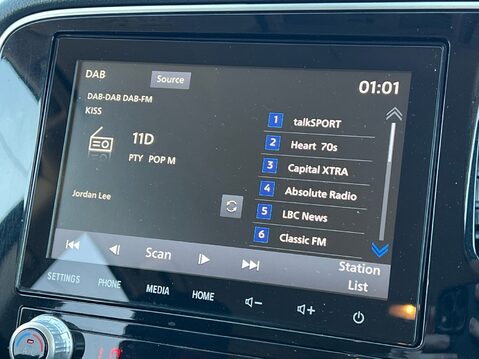 DAB Source 01:01
DAB-DAB DAB-FM
KISS
11D
PTY POP M
Jordan Lee
1 talkSPORT
2 Heart 70s
3 Capital XTRA
4 Absolute Radio
5 LBC News
6 Classic FM
Scan
Station
List
SETTINGS PHONE MEDIA HOME